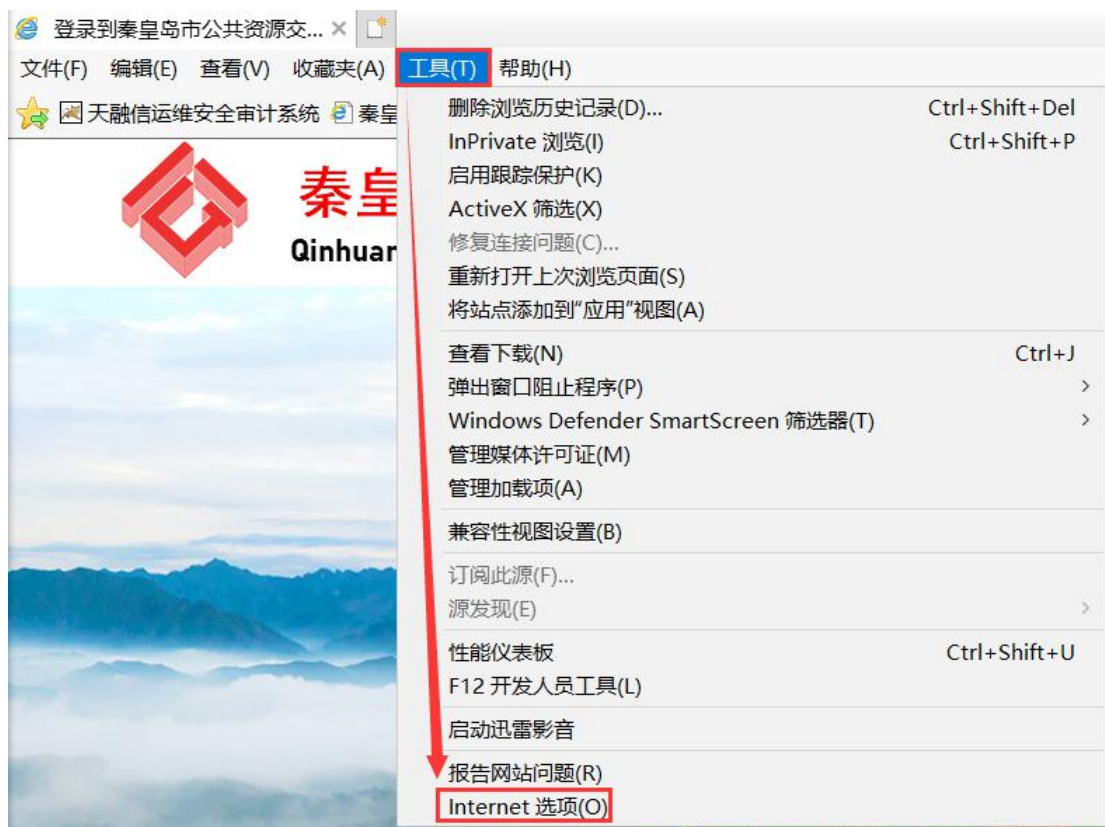 登录到秦皇岛市公共资源交...
文件(F) 编辑(E) 查看(V) 收藏夹(A) 工具(T) 帮助(H)
天融信运维安全审计系统 秦皇
秦皇
Qinhuan
删除浏览历史记录(D)... Ctrl+Shift+Del
InPrivate 浏览(I) Ctrl+Shift+P
启用跟踪保护(K)
ActiveX 筛选(X)
修复连接问题(C)...
重新打开上次浏览页面(S)
将站点添加到“应用”视图(A)
查看下载(N) Ctrl+J
弹出窗口阻止程序(P)
Windows Defender SmartScreen 筛选器(T)
管理媒体许可证(M)
管理加载项(A)
兼容性视图设置(B)
订阅此源(F)...
源发现(E)
性能仪表板 Ctrl+Shift+U
F12 开发人员工具(L)
启动迅雷影音
报告网站问题(R)
Internet 选项(O)